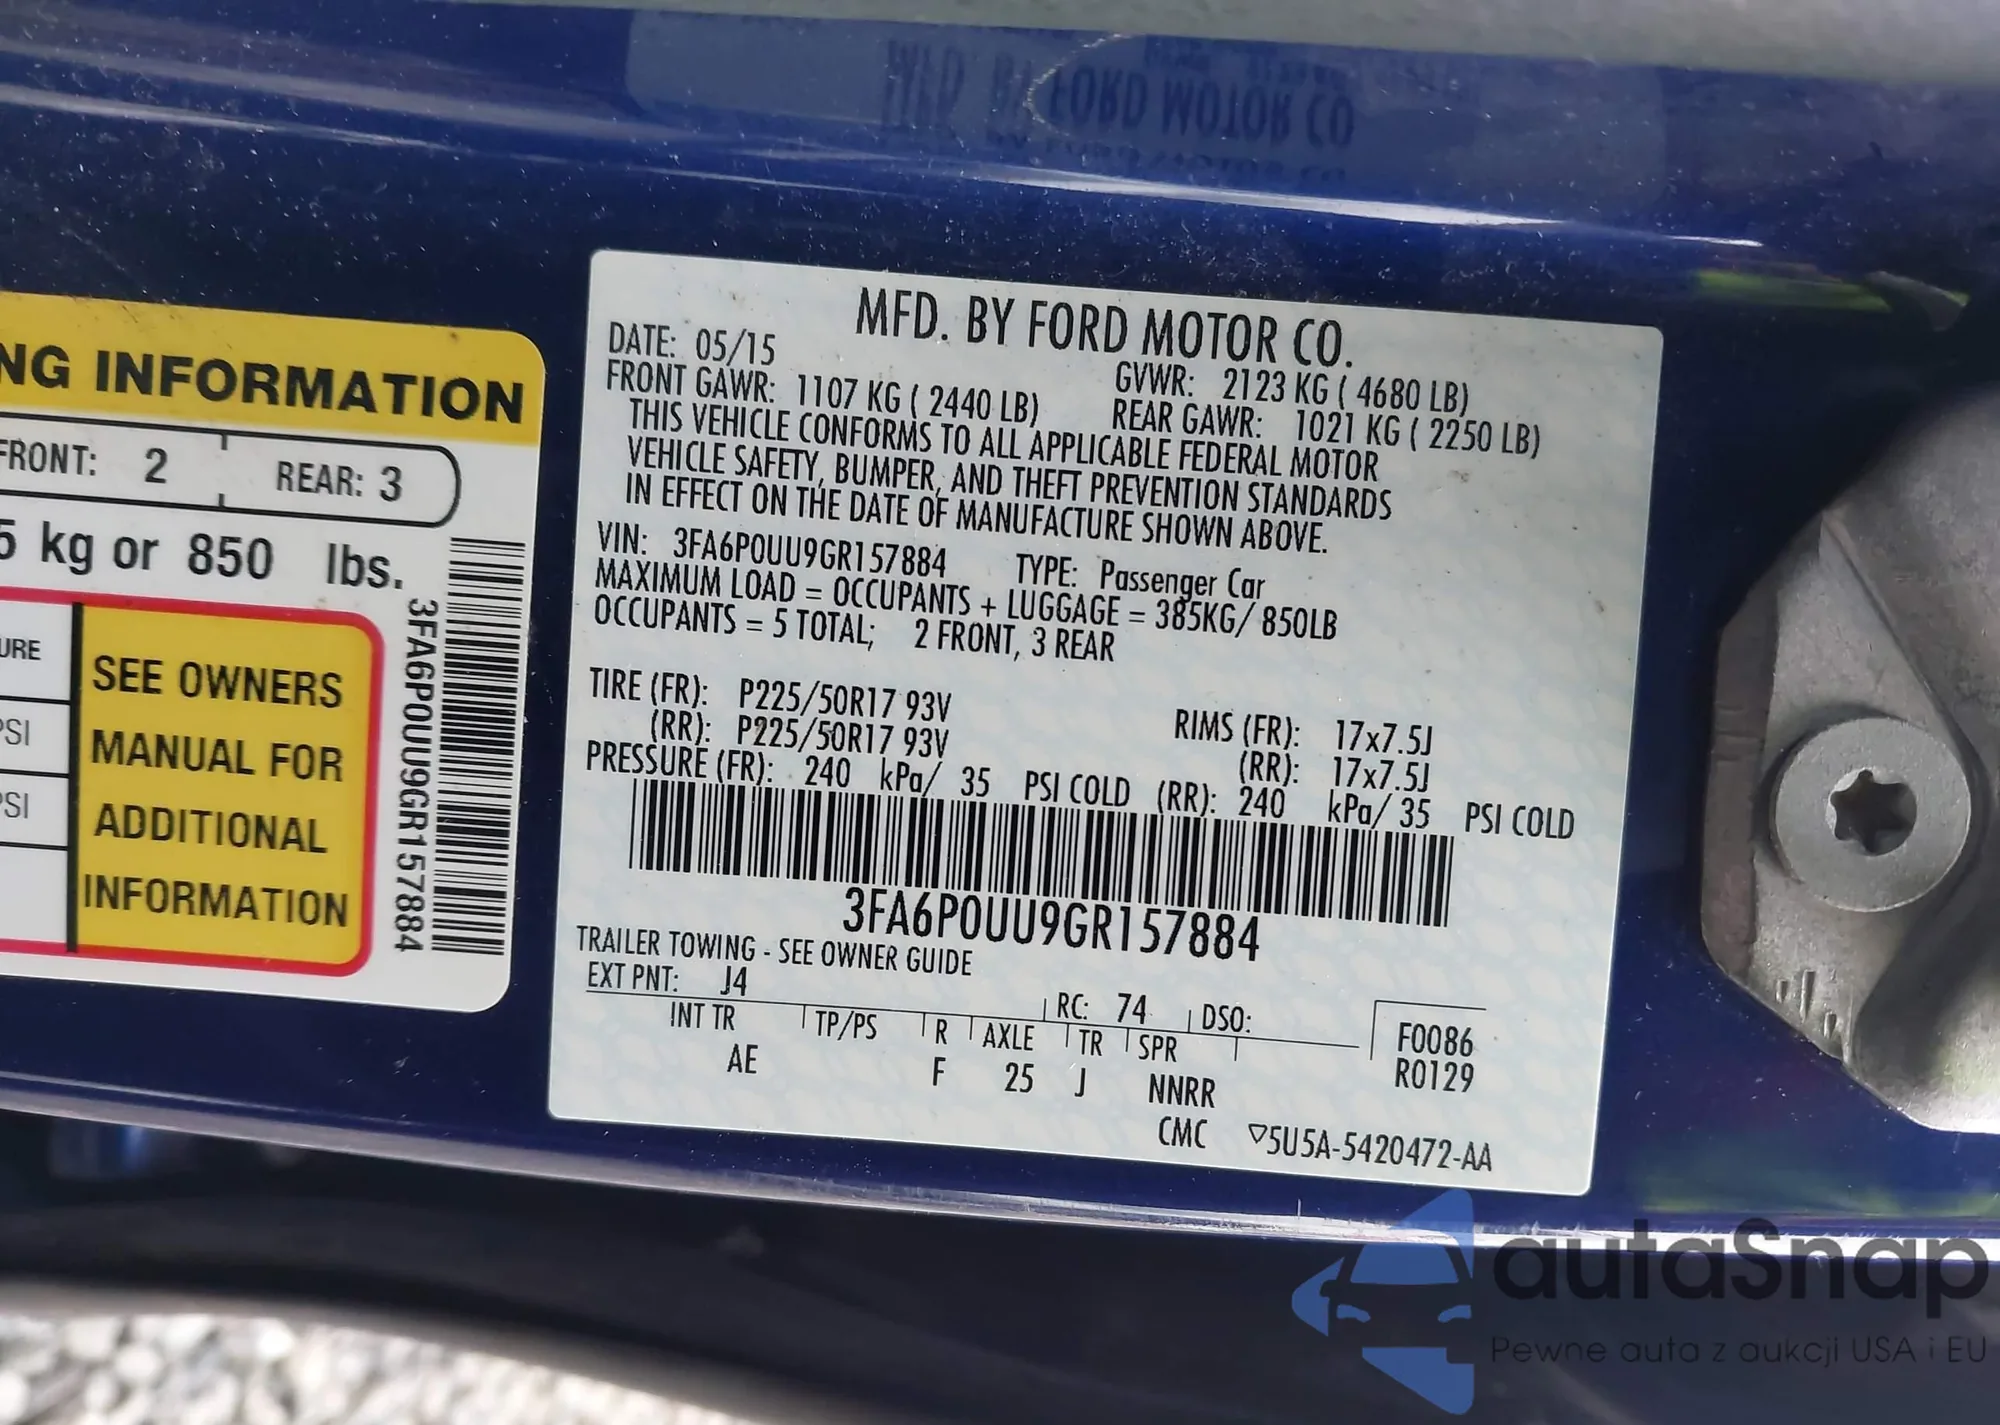 NG INFORMATION
FRONT: 2 REAR: 3
5 kg or 850 lbs.
URE
PSI
PSI
SEE OWNERS
MANUAL FOR
ADDITIONAL
INFORMATION
3FA6P0UU9GR157884
MFD. BY FORD MOTOR CO.
DATE: 05/15 GVWR: 2123 KG ( 4680 LB)
FRONT GAWR: 1107 KG ( 2440 LB) REAR GAWR: 1021 KG ( 2250 LB)
THIS VEHICLE CONFORMS TO ALL APPLICABLE FEDERAL MOTOR
VEHICLE SAFETY, BUMPER, AND THEFT PREVENTION STANDARDS
IN EFFECT ON THE DATE OF MANUFACTURE SHOWN ABOVE.
VIN: 3FA6P0UU9GR157884 TYPE: Passenger Car
MAXIMUM LOAD = OCCUPANTS + LUGGAGE = 385KG/ 850LB
OCCUPANTS = 5 TOTAL; 2 FRONT, 3 REAR
TIRE (FR): P225/50R17 93V RIMS (FR): 17x7.5J
(RR): P225/50R17 93V (RR): 17x7.5J
PRESSURE (FR): 240 kPa/ 35 PSI COLD (RR): 240 kPa/ 35 PSI COLD
3FA6P0UU9GR157884
TRAILER TOWING - SEE OWNER GUIDE
EXT PNT: J4 RC: 74 DSO:
INT TR TP/PS R AXLE TR SPR F0086
AE F 25 J NNRR R0129
CMC ▽5U5A-5420472-AA
autaSnap
Pewne auta z aukcji USA i EU